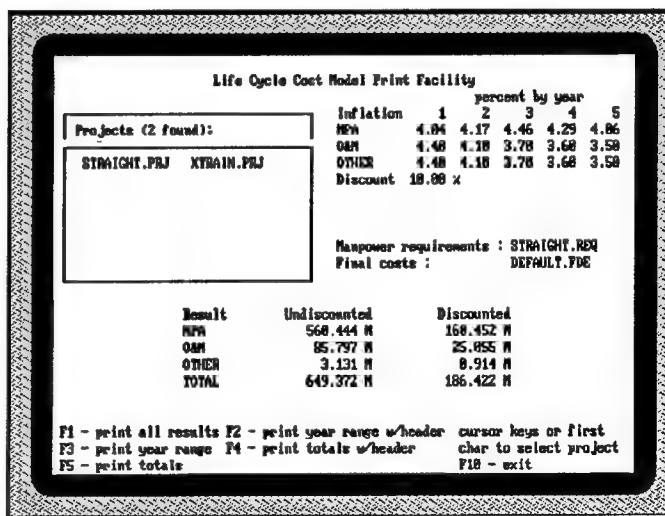 Life Cycle Cost Model Print Facility
percent by year
Inflation 1 2 3 4 5
Projects (2 found):
MPA 4.04 4.17 4.46 4.29 4.06
O&M 4.40 4.10 3.70 3.60 3.50
STRAIGHT.PRJ XTRAIN.PRJ
OTHER 4.40 4.10 3.70 3.60 3.50
Discount 10.00 %
Manpower requirements : STRAIGHT.REQ
Final costs : DEFAULT.FDE
Result Undiscounted Discounted
MPA 560.444 M 160.452 M
O&M 85.797 M 25.055 M
OTHER 3.131 M 0.914 M
TOTAL 649.372 M 186.422 M
F1 - print all results F2 - print year range w/header cursor keys or first
F3 - print year range F4 - print totals w/header char to select project
F5 - print totals F10 - exit